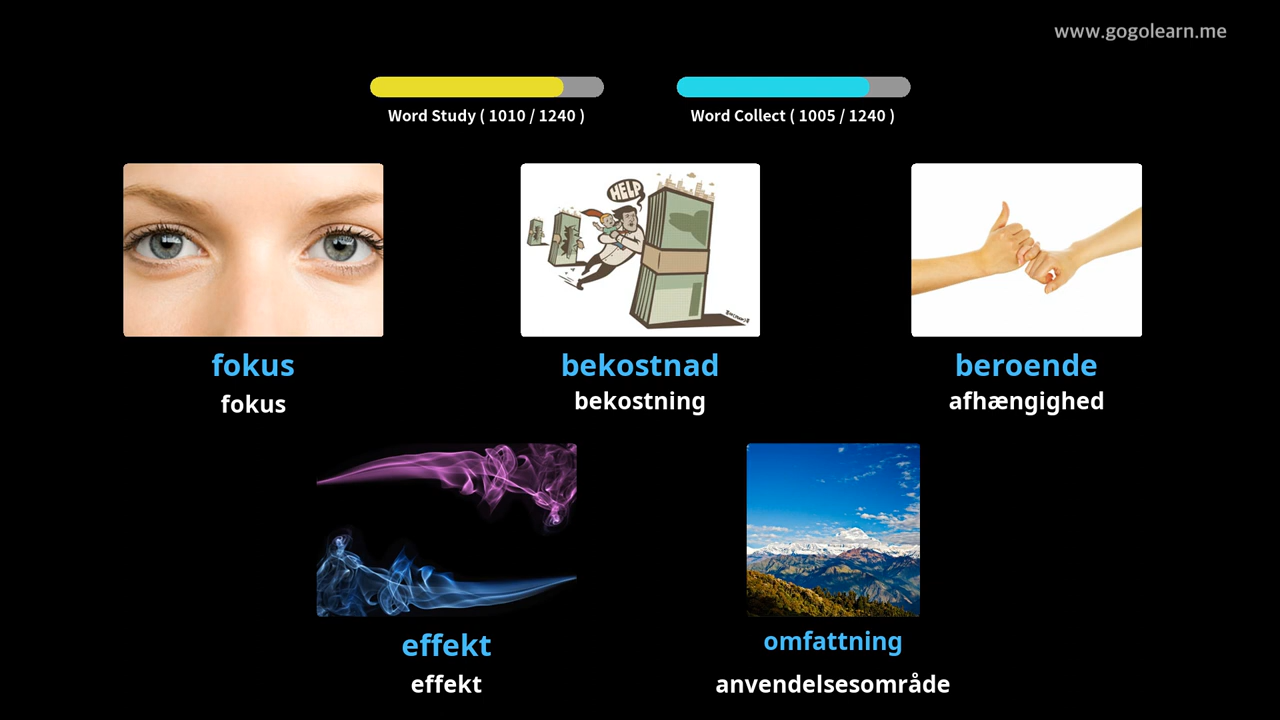 www.gogolearn.me
Word Study ( 1010 / 1240 )
Word Collect ( 1005 / 1240 )
HELP
fokus
bekostnad
beroende
fokus
bekostning
afhængighed
effekt
omfattning
effekt
anvendelsesområde